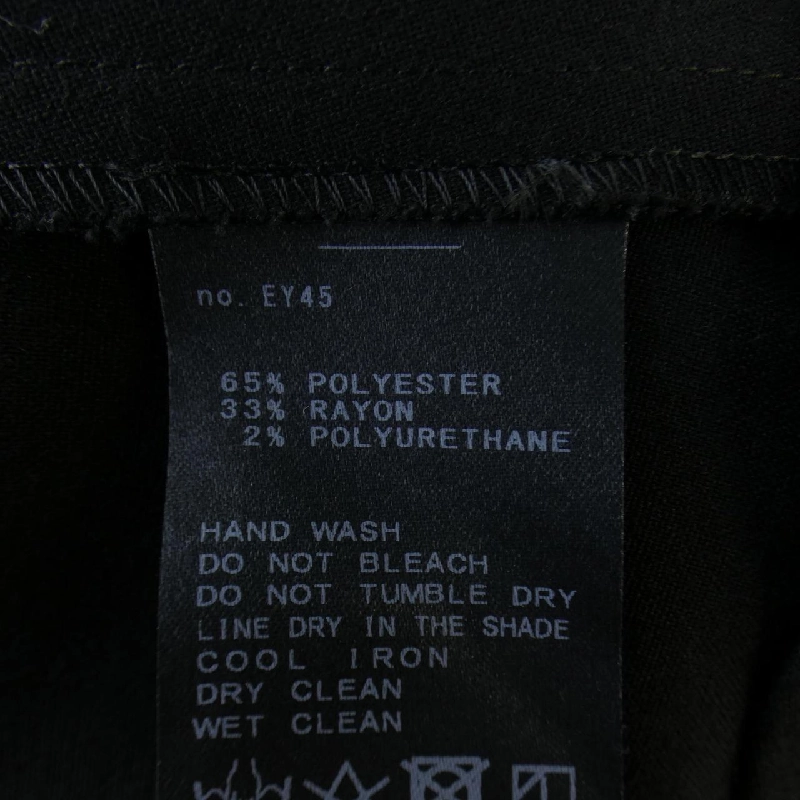 no. EY45
65% POLYESTER
33% RAYON
2% POLYURETHANE
HAND WASH
DO NOT BLEACH
DO NOT TUMBLE DRY
LINE DRY IN THE SHADE
COOL IRON
DRY CLEAN
WET CLEAN